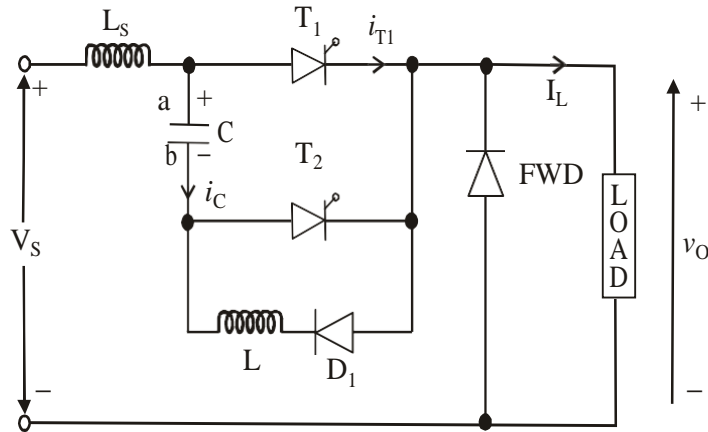 L_S
T_1
i_T1
+
a
+
C
b
−
i_C
T_2
FWD
I_L
L
O
A
D
+
V_S
v_O
L
D_1
−
−